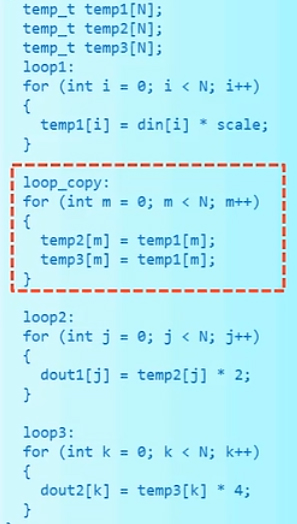 temp_t temp1[N];
temp_t temp2[N];
temp_t temp3[N];
loop1:
for (int i = 0; i < N; i++)
{
  temp1[i] = din[i] * scale;
}
loop_copy:
for (int m = 0; m < N; m++)
{
  temp2[m] = temp1[m];
  temp3[m] = temp1[m];
}
loop2:
for (int j = 0; j < N; j++)
{
  dout1[j] = temp2[j] * 2;
}
loop3:
for (int k = 0; k < N; k++)
{
  dout2[k] = temp3[k] * 4;
}